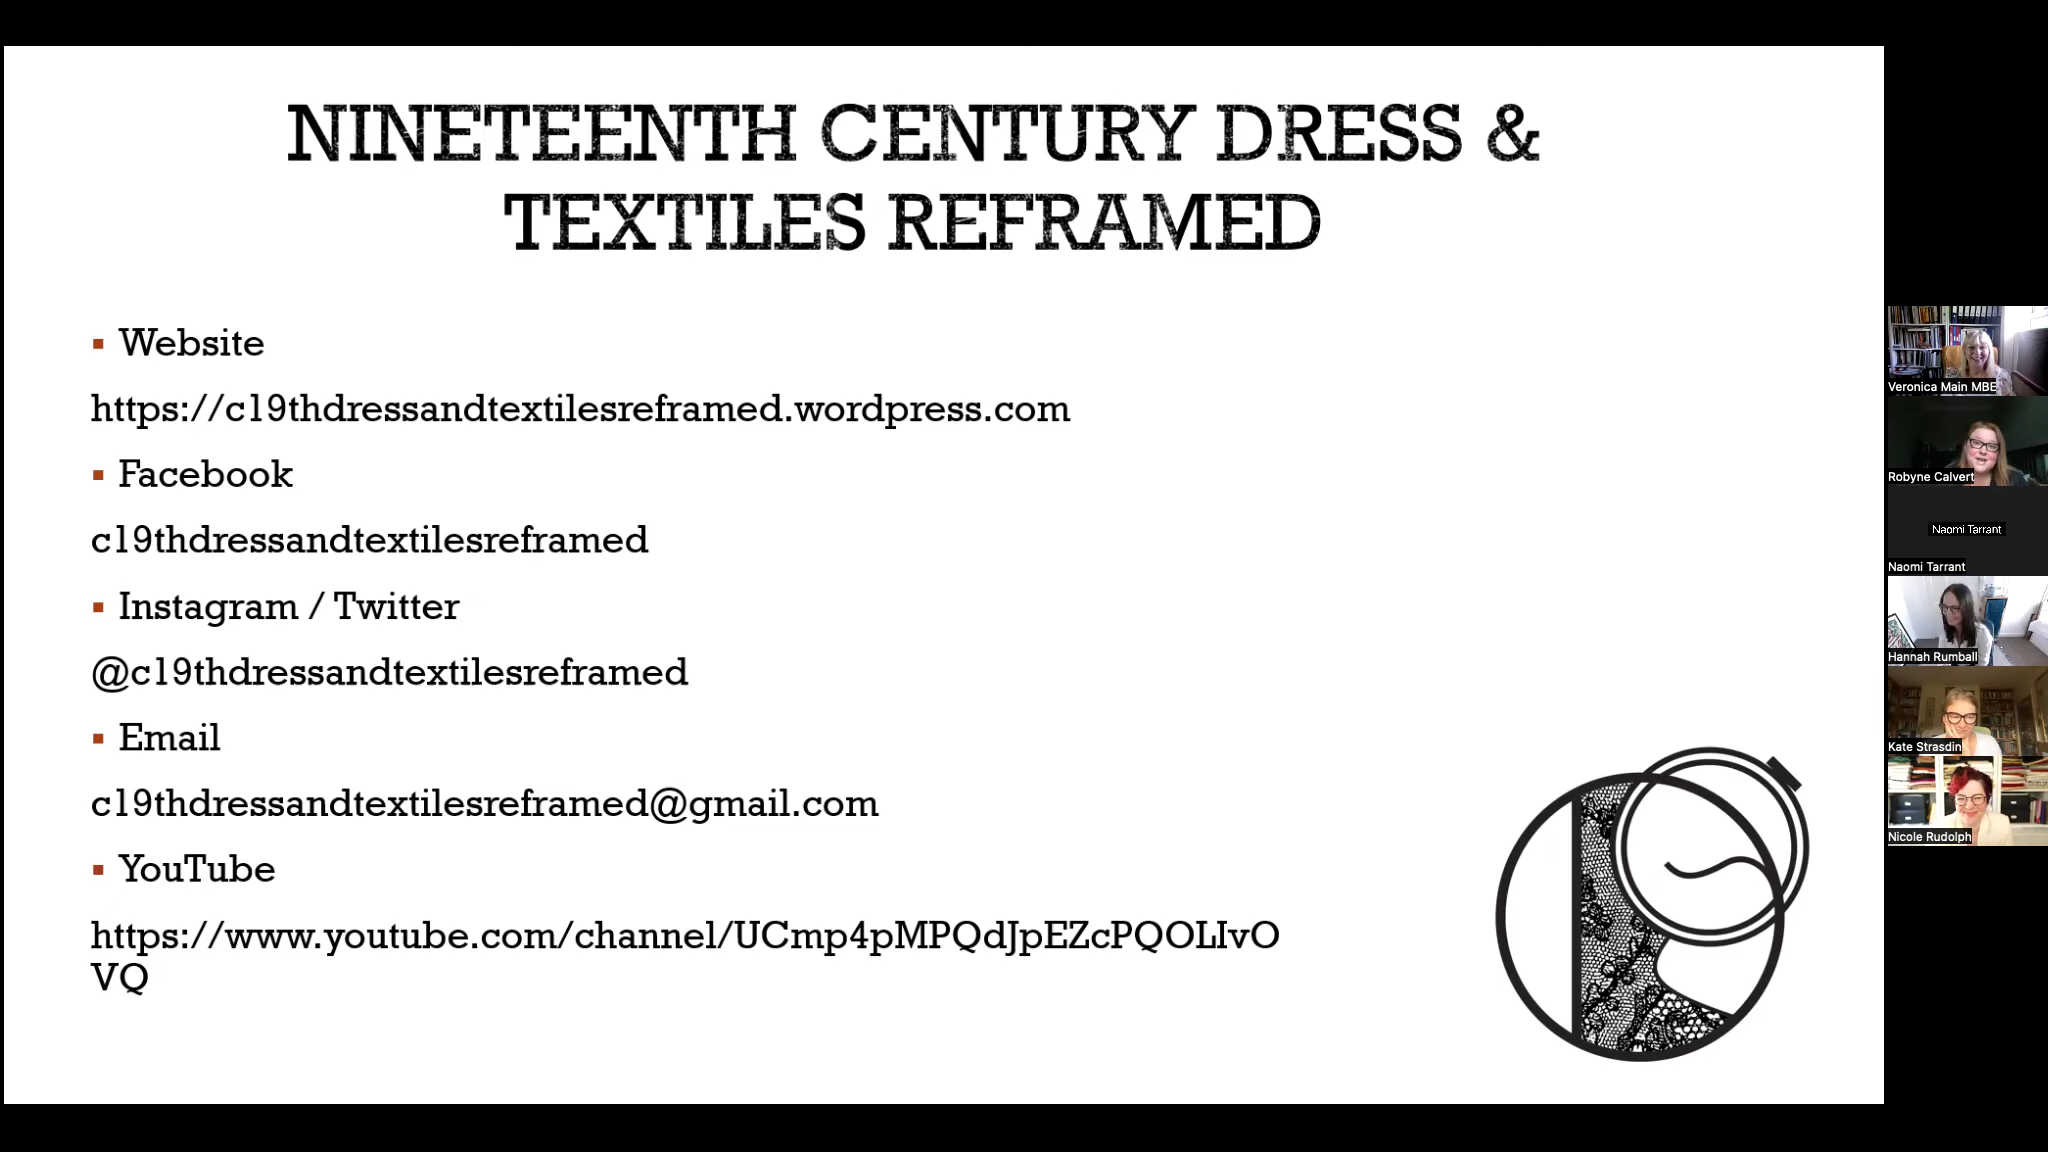 NINETEENTH CENTURY DRESS &
TEXTILES REFRAMED
Website
https://c19thdressandtextilesreframed.wordpress.com
Facebook
c19thdressandtextilesreframed
Instagram / Twitter
@c19thdressandtextilesreframed
Email
c19thdressandtextilesreframed@gmail.com
YouTube
https://www.youtube.com/channel/UCmp4pMPQdJpEZcPQOLIvO
VQ
Veronica Main MBE
Robyne Calvert
Naomi Tarrant
Naomi Tarrant
Hannah Rumball
Kate Strasdin
Nicole Rudolph